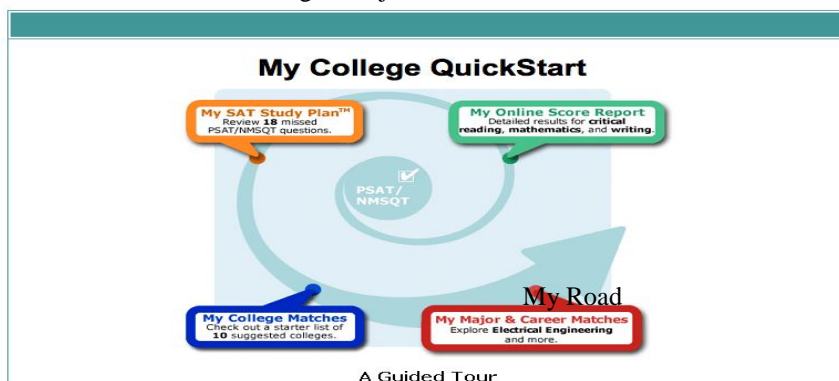 My College QuickStart
My SAT Study Plan™
Review 18 missed
PSAT/NMSQT questions.
My Online Score Report
Detailed results for critical
reading, mathematics, and writing.
PSAT/
NMSQT
My Road
My College Matches
Check out a starter list of
10 suggested colleges.
My Major & Career Matches
Explore Electrical Engineering
and more.
A Guided Tour